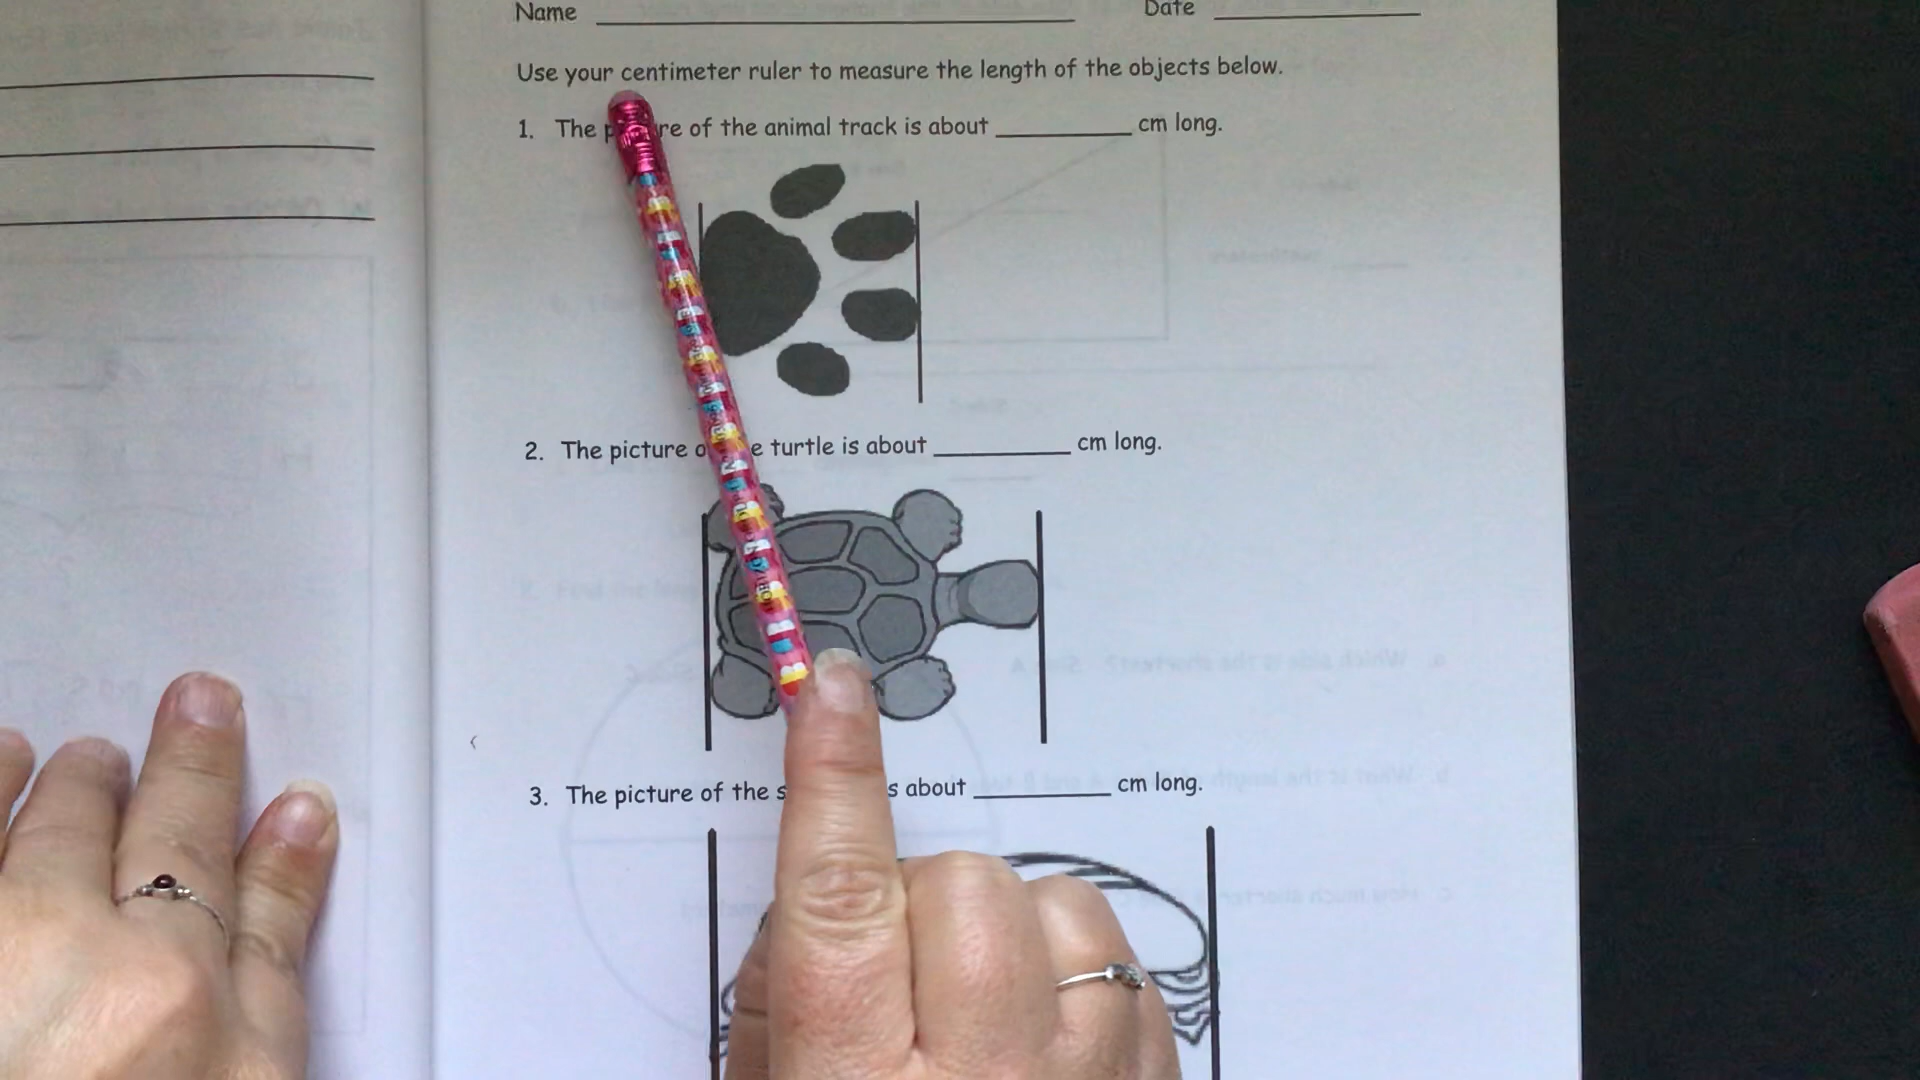 Name Date
Use your centimeter ruler to measure the length of the objects below.
1. The re of the animal track is about cm long.
2. The picture o e turtle is about cm long.
3. The picture of the s s about cm long.